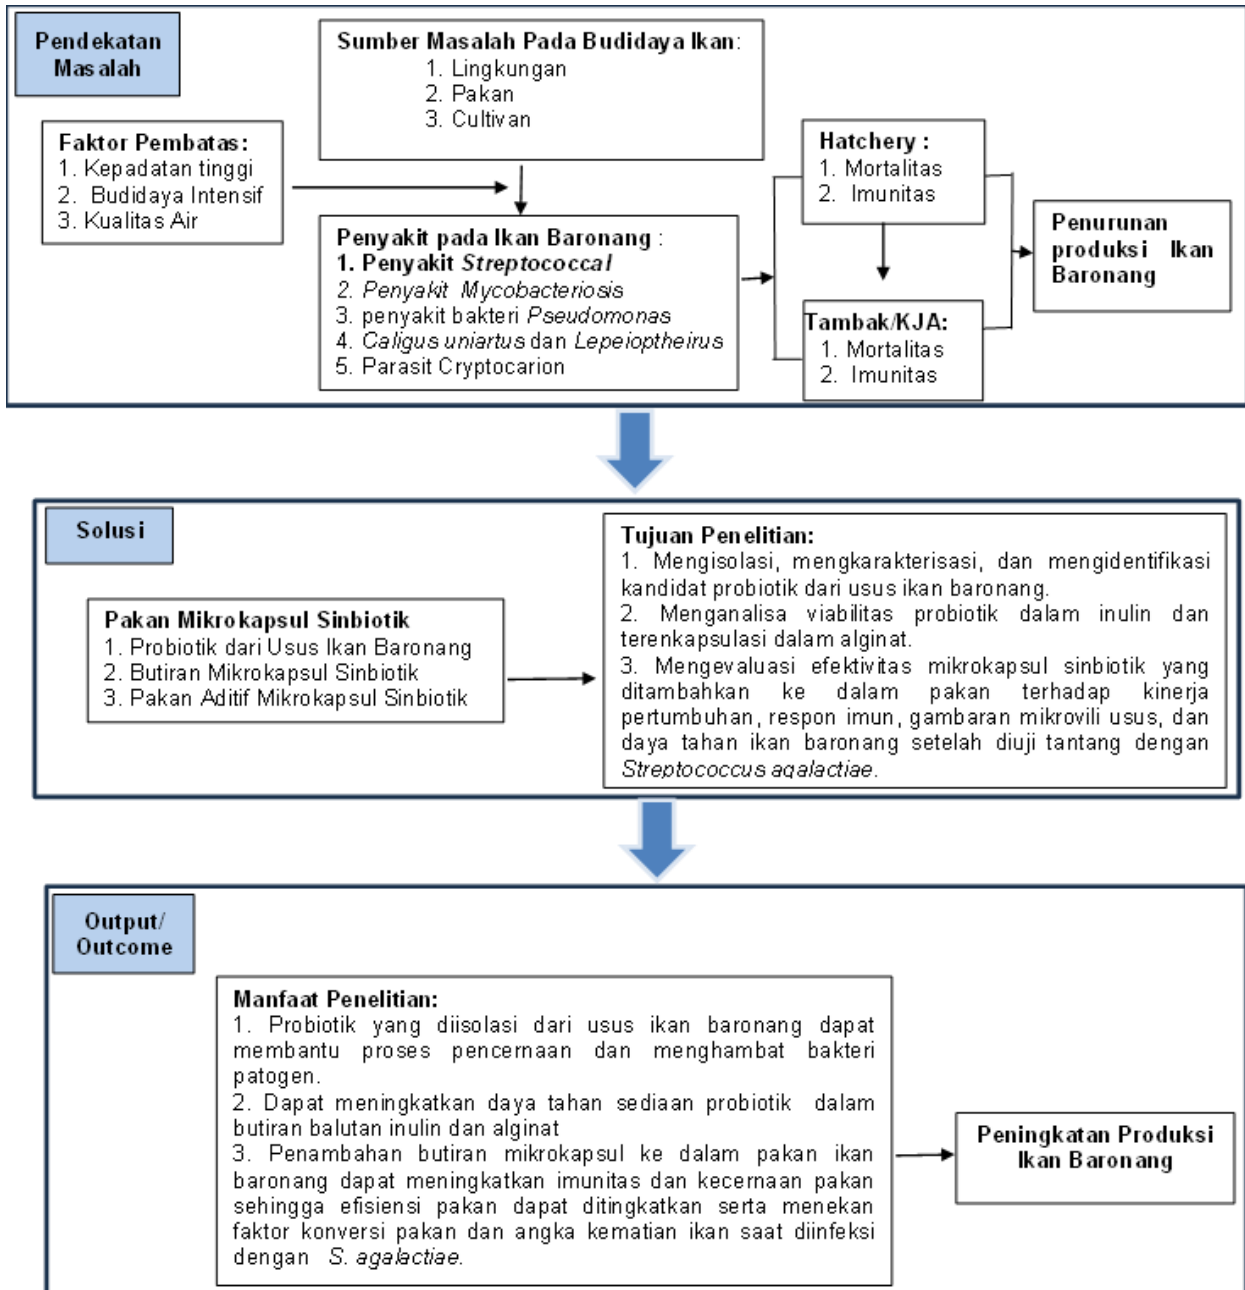 Pendekatan
Masalah
Sumber Masalah Pada Budidaya Ikan:
1. Lingkungan
2. Pakan
3. Cultivan
Faktor Pembatas:
1. Kepadatan tinggi
2. Budidaya Intensif
3. Kualitas Air
Penyakit pada Ikan Baronang :
1. Penyakit Streptococcal
2. Penyakit Mycobacteriosis
3. penyakit bakteri Pseudomonas
4. Caligus uniartus dan Lepeioptheirus
5. Parasit Cryptocarion
Hatchery :
1. Mortalitas
2. Imunitas
Tambak/KJA:
1. Mortalitas
2. Imunitas
Penurunan
produksi Ikan
Baronang
Solusi
Pakan Mikrokapsul Sinbiotik
1. Probiotik dari Usus Ikan Baronang
2. Butiran Mikrokapsul Sinbiotik
3. Pakan Aditif Mikrokapsul Sinbiotik
Tujuan Penelitian:
1. Mengisolasi, mengkarakterisasi, dan mengidentifikasi
kandidat probiotik dari usus ikan baronang.
2. Menganalisa viabilitas probiotik dalam inulin dan
terenkapsulasi dalam alginat.
3. Mengevaluasi efektivitas mikrokapsul sinbiotik yang
ditambahkan ke dalam pakan terhadap kinerja
pertumbuhan, respon imun, gambaran mikrovili usus, dan
daya tahan ikan baronang setelah diuji tantang dengan
Streptococcus agalactiae.
Output/
Outcome
Manfaat Penelitian:
1. Probiotik yang diisolasi dari usus ikan baronang dapat
membantu proses pencernaan dan menghambat bakteri
patogen.
2. Dapat meningkatkan daya tahan sediaan probiotik dalam
butiran balutan inulin dan alginat
3. Penambahan butiran mikrokapsul ke dalam pakan ikan
baronang dapat meningkatkan imunitas dan kecernaan pakan
sehingga efisiensi pakan dapat ditingkatkan serta menekan
faktor konversi pakan dan angka kematian ikan saat diinfeksi
dengan S. agalactiae.
Peningkatan Produksi
Ikan Baronang